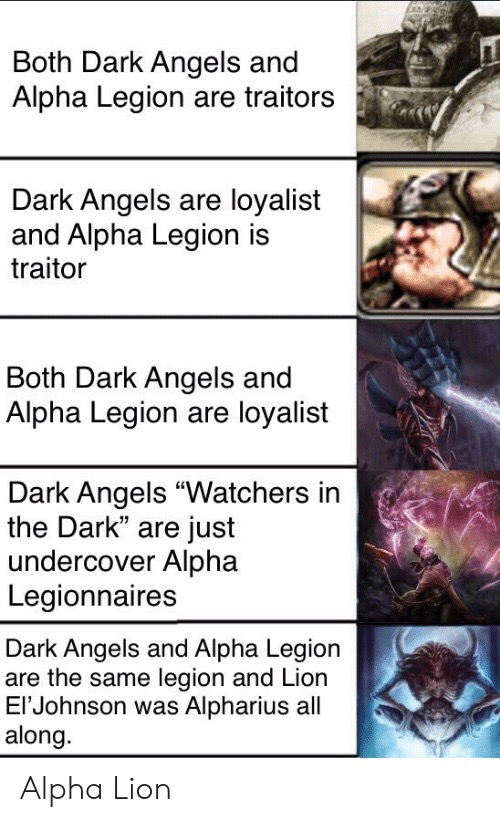 Both Dark Angels and
Alpha Legion are traitors
Dark Angels are loyalist
and Alpha Legion is
traitor
Both Dark Angels and
Alpha Legion are loyalist
Dark Angels “Watchers in
the Dark” are just
undercover Alpha
Legionnaires
Dark Angels and Alpha Legion
are the same legion and Lion
El’Johnson was Alpharius all
along.
Alpha Lion